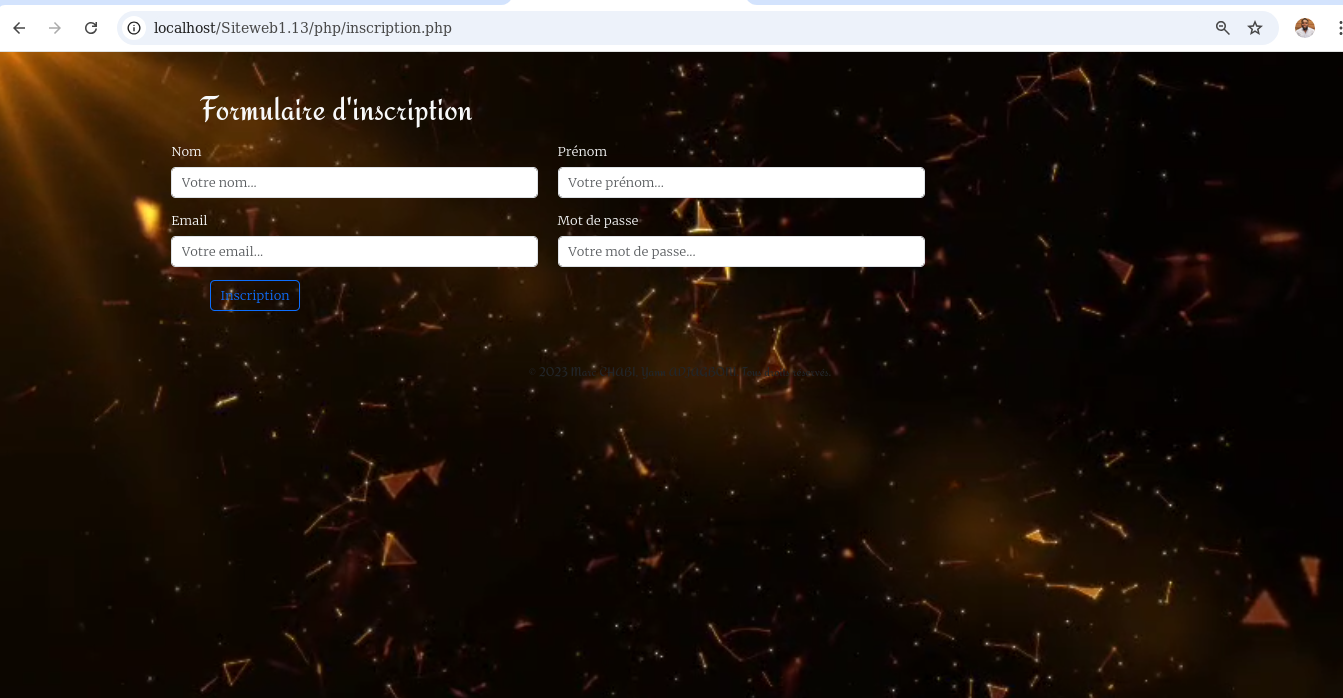 localhost/Siteweb1.13/php/inscription.php
Formulaire d'inscription
Nom Prénom
Votre nom... Votre prénom...
Email Mot de passe
Votre email... Votre mot de passe...
Inscription
© 2023